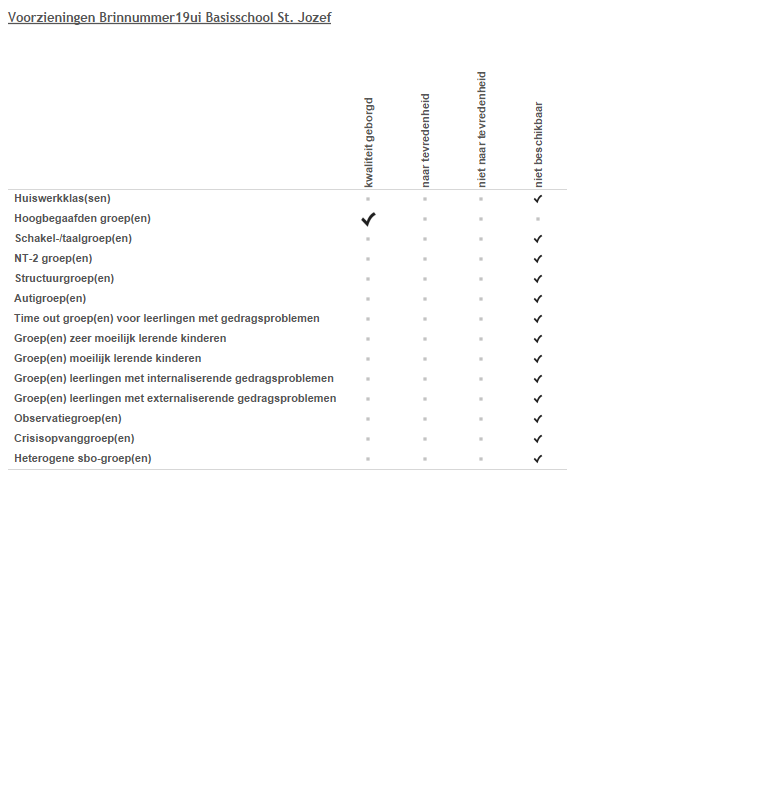 Voorzieningen Brinnummer19ui Basisschool St. Jozef
kwaliteit geborgd
naar tevredenheid
niet naar tevredenheid
niet beschikbaar
Huiswerkklas(sen)
Hoogbegaafden groep(en)
Schakel-/taalgroep(en)
NT-2 groep(en)
Structuurgroep(en)
Autigroep(en)
Time out groep(en) voor leerlingen met gedragsproblemen
Groep(en) zeer moeilijk lerende kinderen
Groep(en) moeilijk lerende kinderen
Groep(en) leerlingen met internaliserende gedragsproblemen
Groep(en) leerlingen met externaliserende gedragsproblemen
Observatiegroep(en)
Crisisopvanggroep(en)
Heterogene sbo-groep(en)